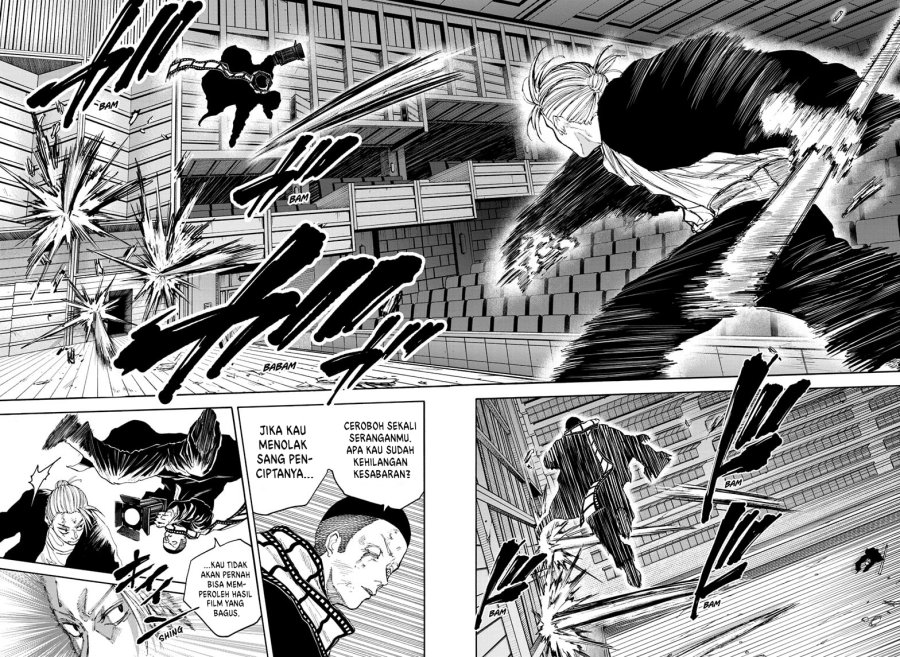 BAM
BAM
BABAM
BAM
BAM
BAM
CEROBOH SEKALI
SERANGANMU.
APA KAU SUDAH
KEHILANGAN
KESABARAN?
JIKA KAU
MENOLAK
SANG PEN-
CIPTANYA...
...KAU TIDAK
AKAN PERNAH
BISA MEM-
PEROLEH HASIL
FILM YANG
BAGUS.
SHING